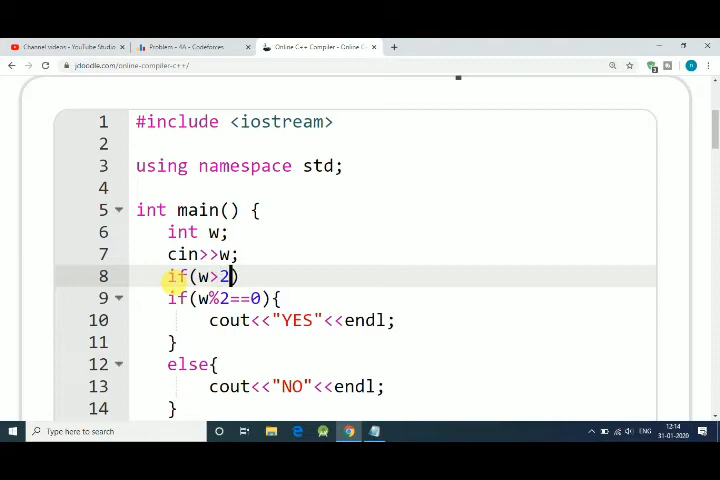 Channel videos - YouTube Studio
Problem - 4A - Codeforces
Online C++ Compiler - Online C+
jdoodle.com/online-compiler-c++/
1 #include <iostream>
2
3 using namespace std;
4
5 int main() {
6 int w;
7 cin>>w;
8 if(w>2)
9 if(w%2==0){
10 cout<<"YES"<<endl;
11 }
12 else{
13 cout<<"NO"<<endl;
14 }
Type here to search
ENG
12:14
31-01-2020